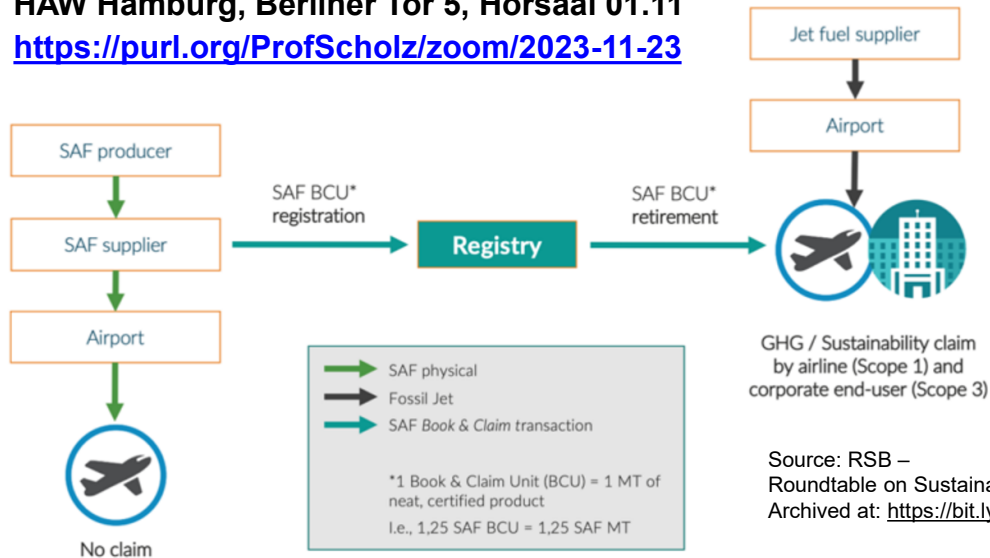 HAW Hamburg, Berliner Tor 5, Hörsaal 01.11
https://purl.org/ProfScholz/zoom/2023-11-23
SAF producer
SAF supplier
Airport
No claim
SAF BCU*
registration
Registry
SAF BCU*
retirement
Jet fuel supplier
Airport
GHG / Sustainability claim
by airline (Scope 1) and
corporate end-user (Scope 3)
SAF physical
Fossil Jet
SAF Book & Claim transaction
*1 Book & Claim Unit (BCU) = 1 MT of
neat, certified product
I.e., 1,25 SAF BCU = 1,25 SAF MT
Source: RSB –
Roundtable on
Archived at: https://bit.ly